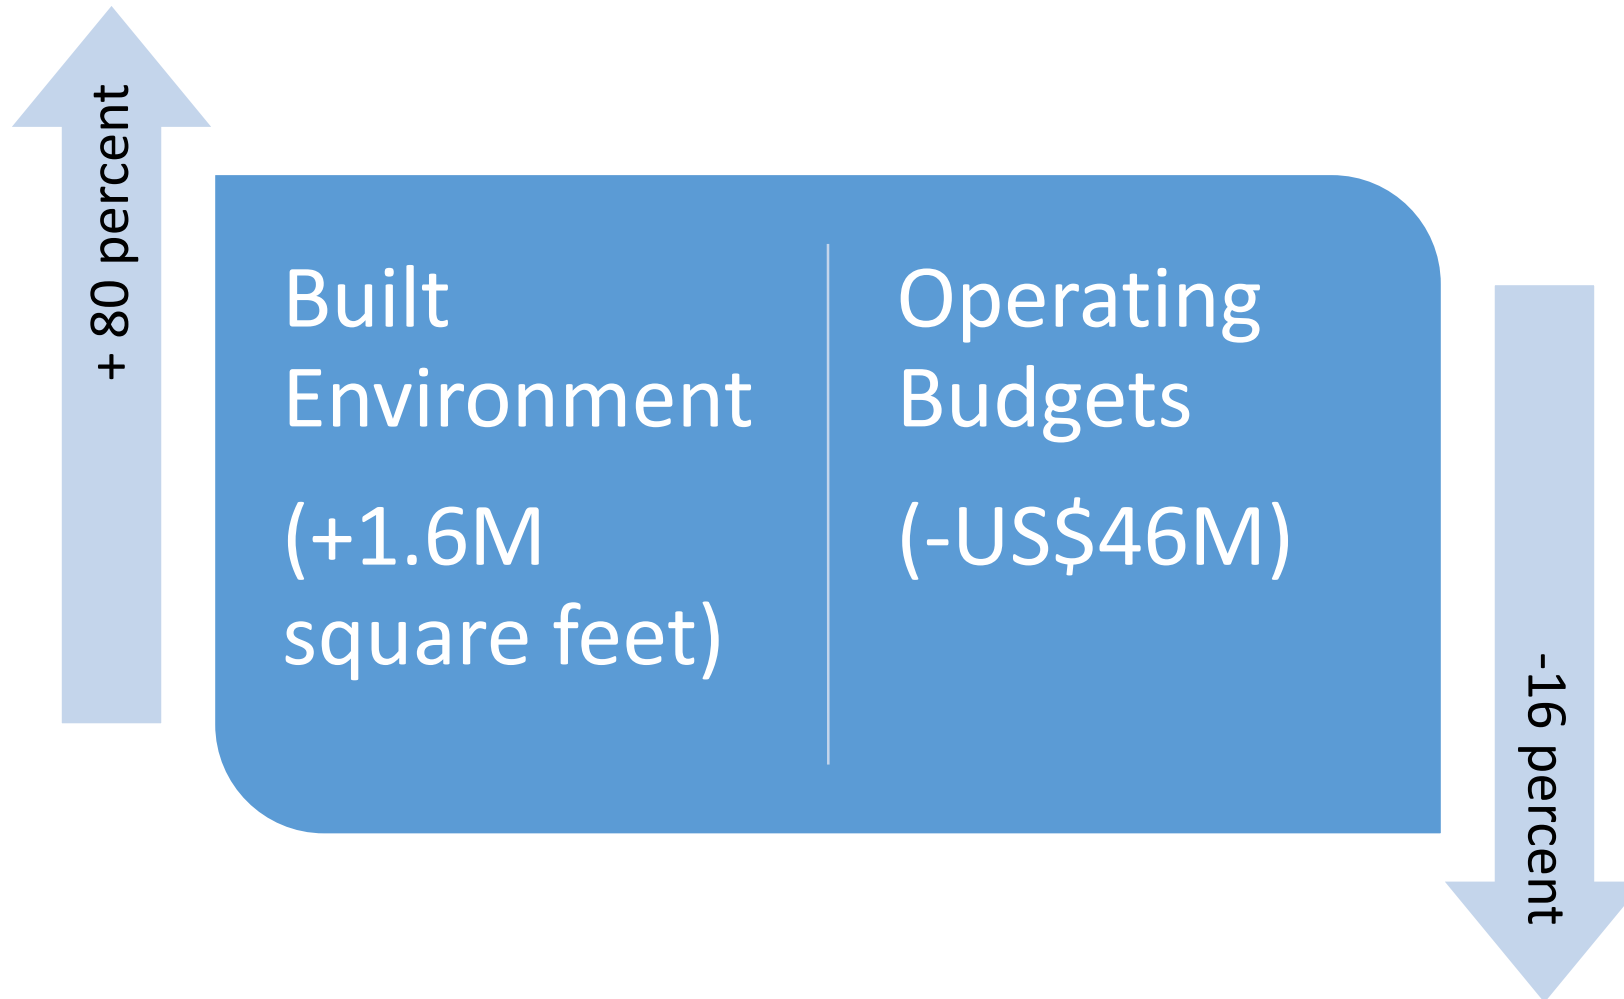 + 80 percent
Built
Environment
(+1.6M
square feet)
Operating
Budgets
(-US$46M)
-16 percent